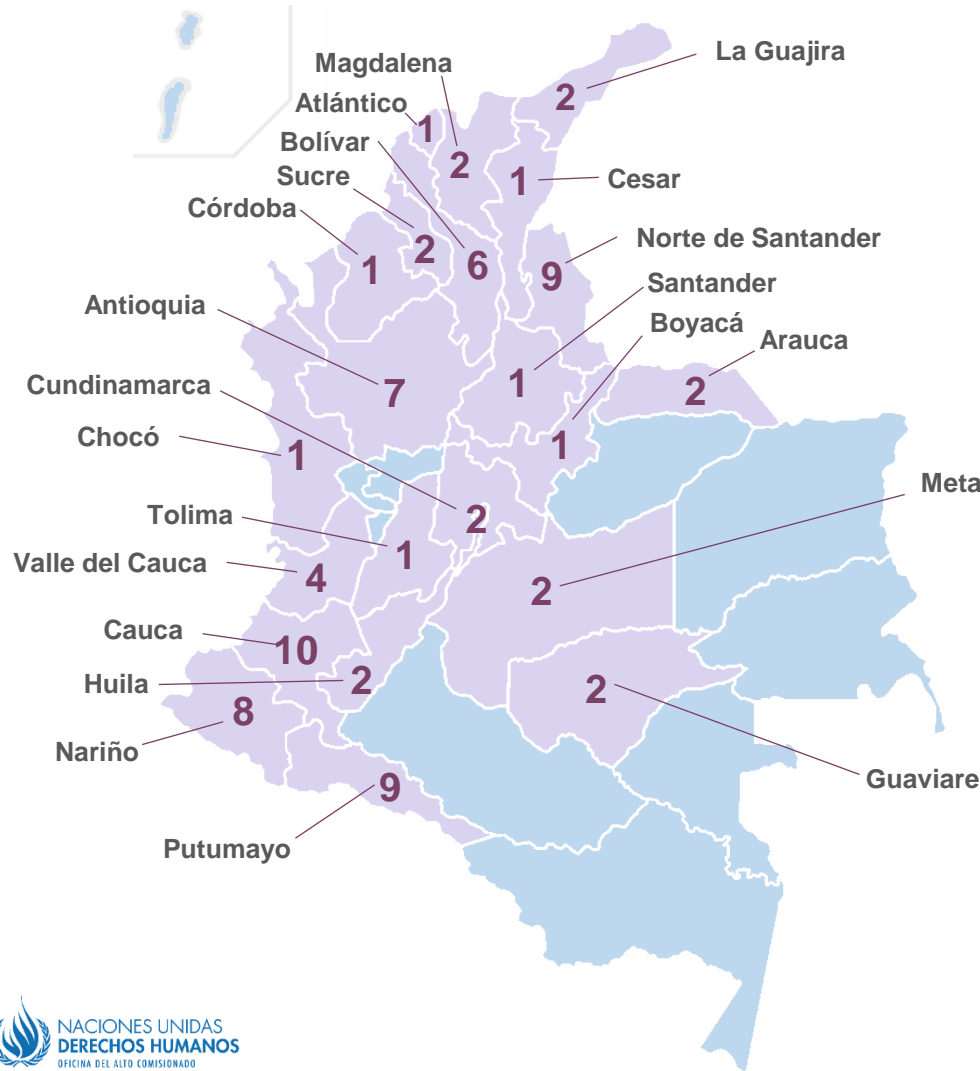 La Guajira
Magdalena
2
Atlántico
1
Bolívar
2
Sucre
1
Cesar
Córdoba
2
6
Norte de Santander
1
9
Santander
Antioquia
Boyacá
Arauca
Cundinamarca
7
1
2
Chocó
1
1
Meta
Tolima
2
1
Valle del Cauca
4
2
Cauca
10
Huila
2
2
8
Nariño
Guaviare
9
Putumayo
NACIONES UNIDAS
DERECHOS HUMANOS
OFICINA DEL ALTO COMISIONADO